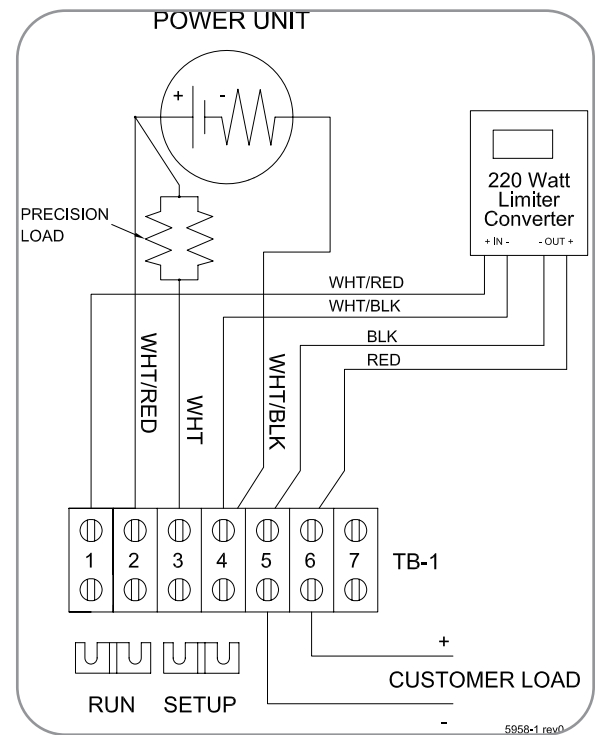 POWER UNIT
+ -
PRECISION
LOAD
220 Watt
Limiter
Converter
+ IN - - OUT +
WHT/RED
WHT/BLK
BLK
RED
WHT/RED
WHT
WHT/BLK
1 2 3 4 5 6 7 TB-1
RUN SETUP
+
CUSTOMER LOAD
-
5958-1 rev0